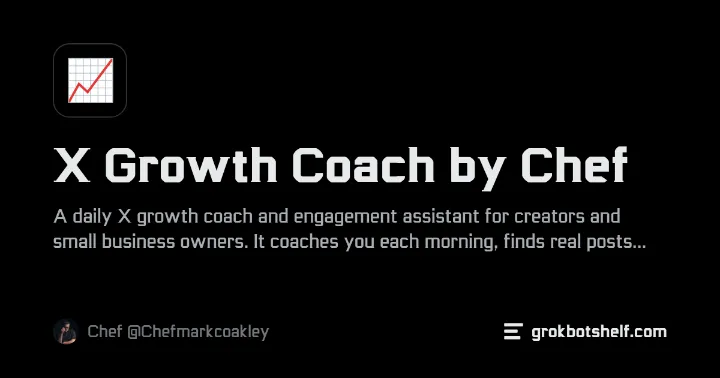 X Growth Coach by Chef
A daily X growth coach and engagement assistant for creators and
small business owners. It coaches you each morning, finds real posts...
Chef @Chefmarkcoakley
grokbotshelf.com